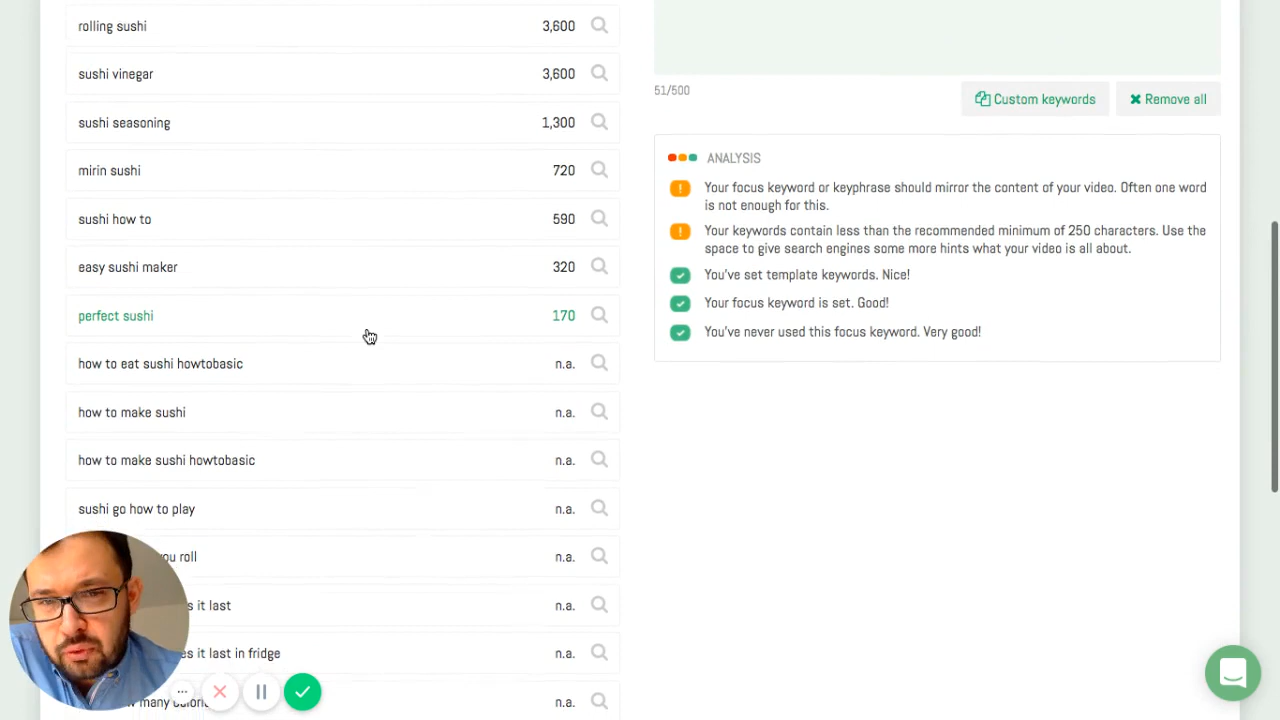 rolling sushi 3,600
sushi vinegar 3,600
sushi seasoning 1,300
mirin sushi 720
sushi how to 590
easy sushi maker 320
perfect sushi 170
how to eat sushi howtobasic n.a.
how to make sushi n.a.
how to make sushi howtobasic n.a.
sushi go how to play n.a.
ou roll n.a.
s it last n.a.
es it last in fridge n.a.
many n.a.
51/500
Custom keywords
Remove all
ANALYSIS
Your focus keyword or keyphrase should mirror the content of your video. Often one word
is not enough for this.
Your keywords contain less than the recommended minimum of 250 characters. Use the
space to give search engines some more hints what your video is all about.
You've set template keywords. Nice!
Your focus keyword is set. Good!
You've never used this focus keyword. Very good!